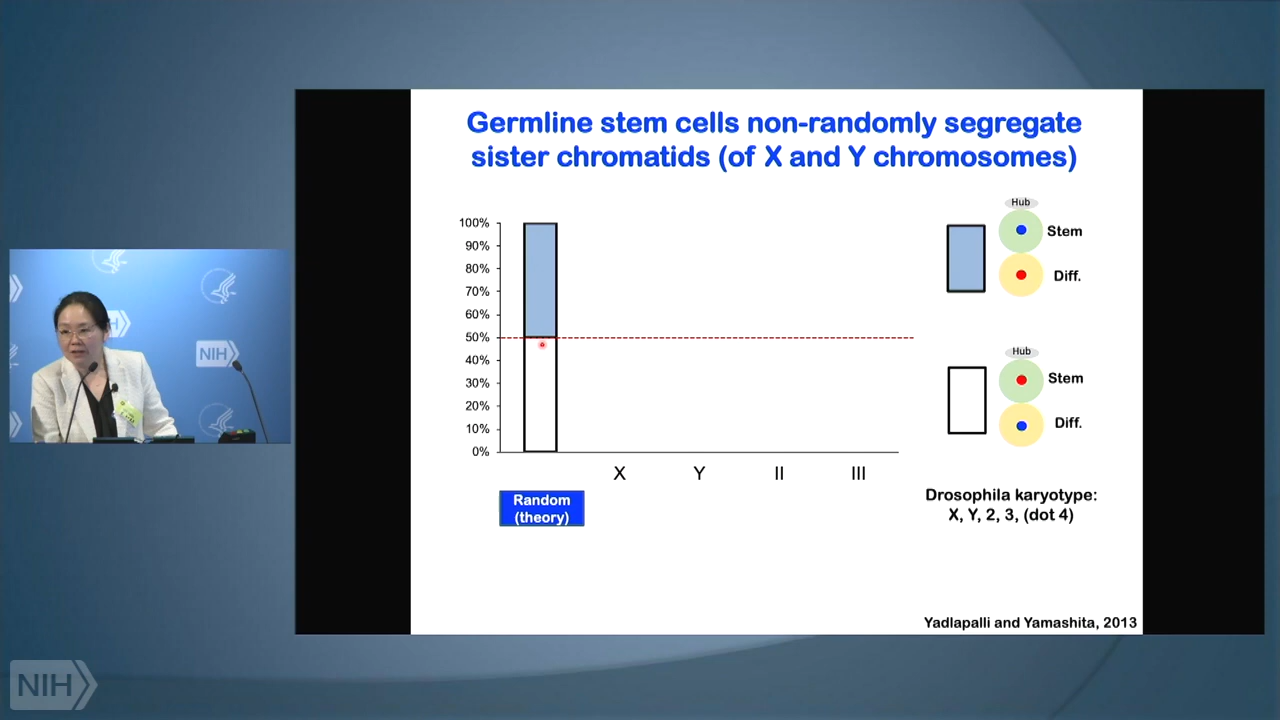 Germline stem cells non-randomly segregate
sister chromatids (of X and Y chromosomes)
100%
90%
80%
70%
60%
50%
40%
30%
20%
10%
0%
X
Y
II
III
Random
(theory)
Hub
Stem
Diff.
Hub
Stem
Diff.
Drosophila karyotype:
X, Y, 2, 3, (dot 4)
Yadlapalli and Yamashita, 2013
NIH
NIH